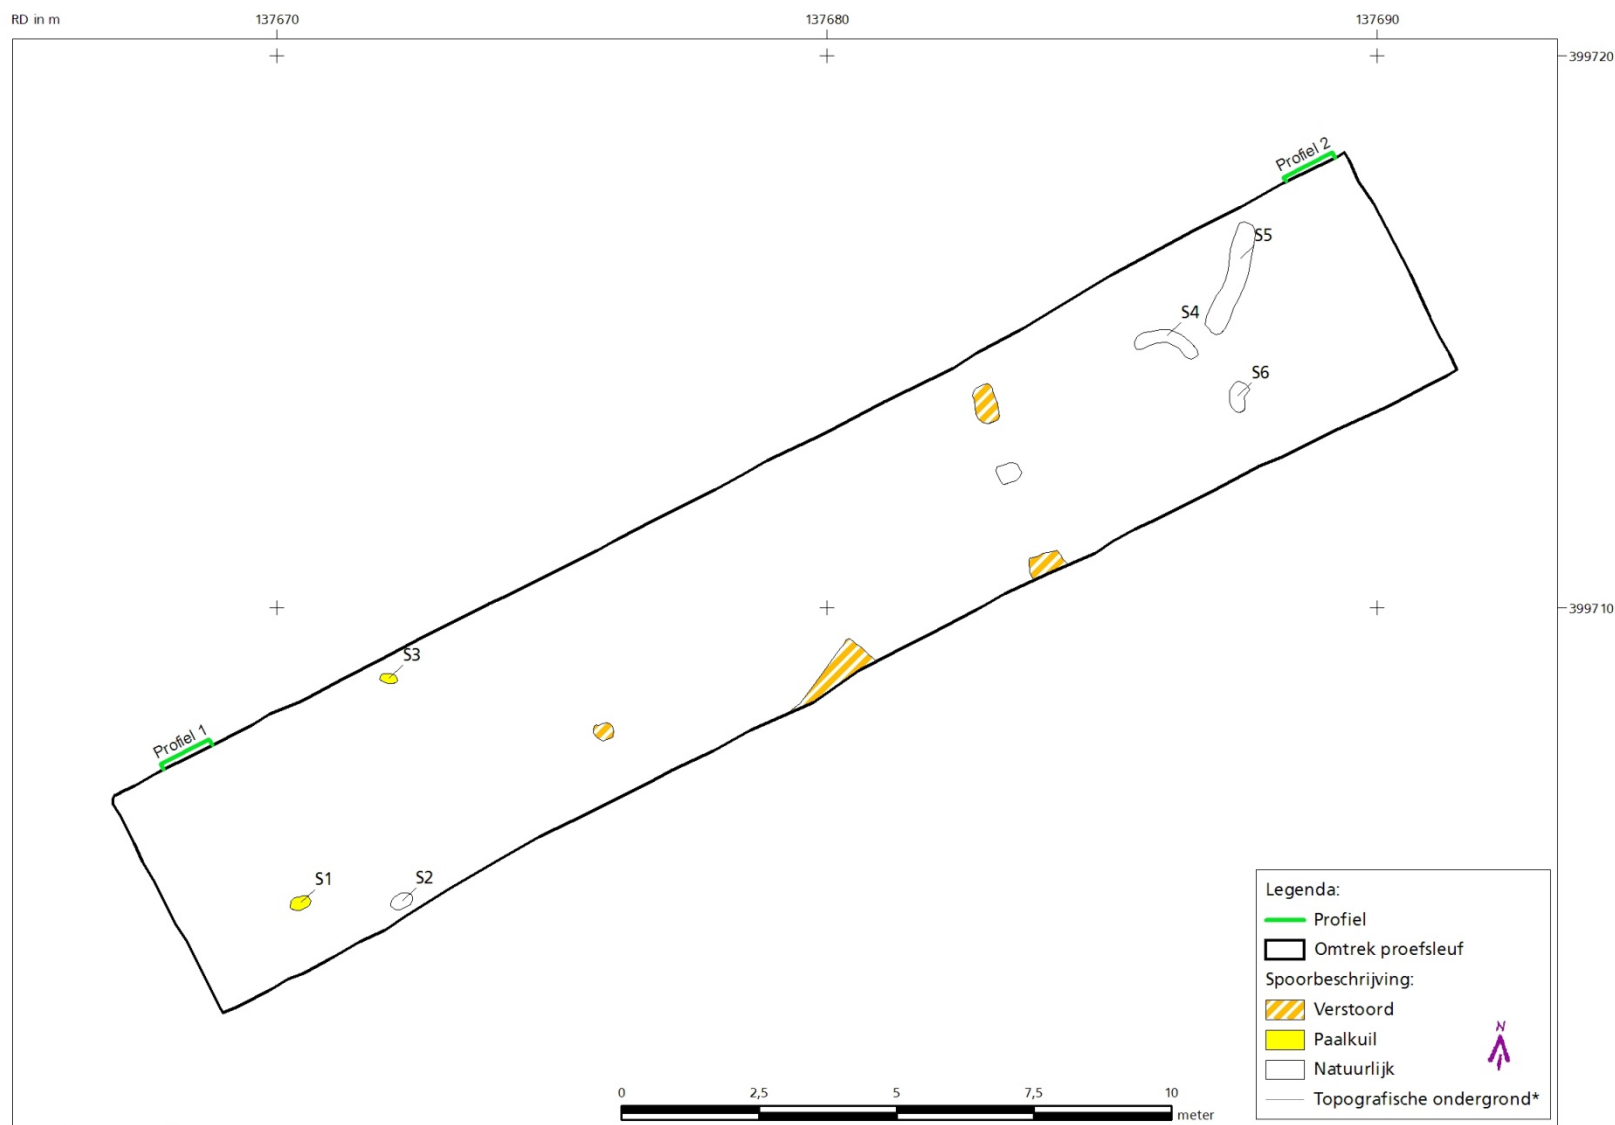 RD in m
137670
137680
137690
399720
Profiel 2
S5
S4
S6
399710
S3
Profiel 1
S1
S2
Legenda:
Profiel
Omtrek proefsleuf
Spoorbeschrijving:
Verstoord
Paalkuil
Natuurlijk
Topografische ondergrond*
N
0
2,5
5
7,5
10
meter